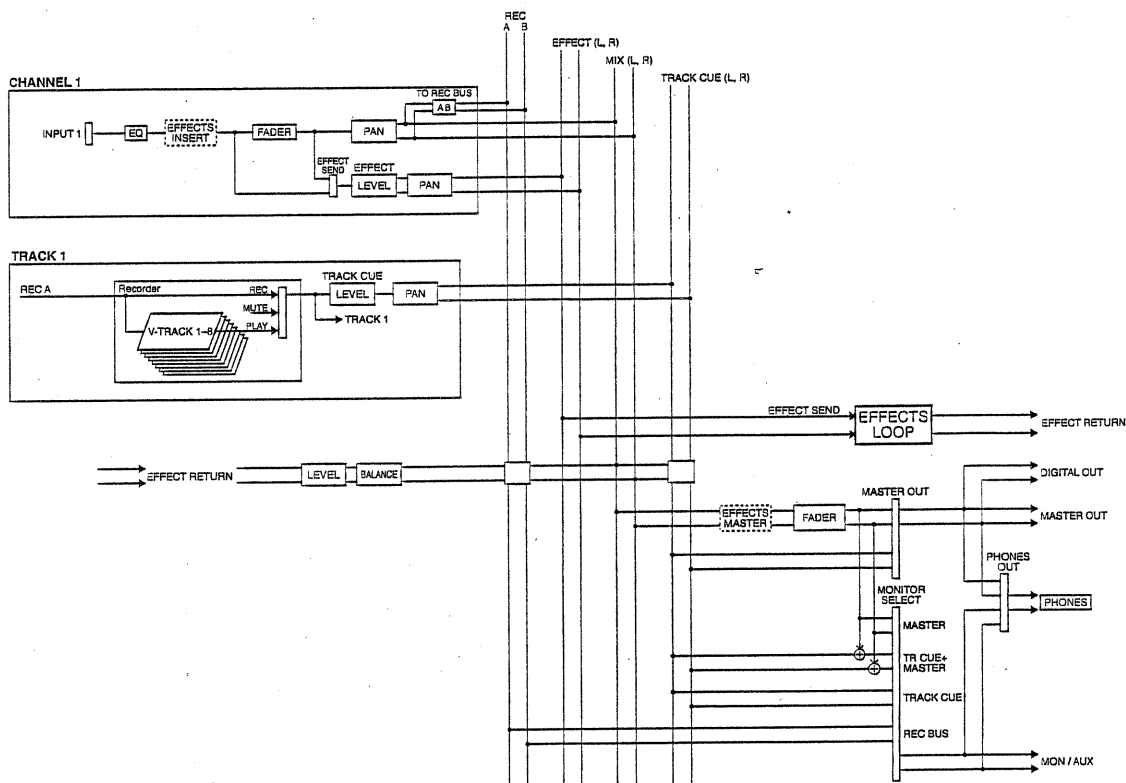 REC
A B
EFFECT (L, R)
MIX (L, R)
TRACK CUE (L, R)
CHANNEL 1
TO REC BUS
AB
INPUT 1
EQ
EFFECTS
INSERT
FADER
PAN
EFFECT
SEND
EFFECT
LEVEL
PAN
TRACK 1
REC A
Recorder
REC
MUTE
PLAY
V-TRACK 1–8
TRACK CUE
LEVEL
PAN
TRACK 1
EFFECT SEND
EFFECTS
LOOP
EFFECT RETURN
EFFECT RETURN
LEVEL
BALANCE
DIGITAL OUT
MASTER OUT
EFFECTS
MASTER
FADER
MASTER OUT
PHONES
OUT
PHONES
MONITOR
SELECT
MASTER
TR CUE+
MASTER
TRACK CUE
REC BUS
MON / AUX